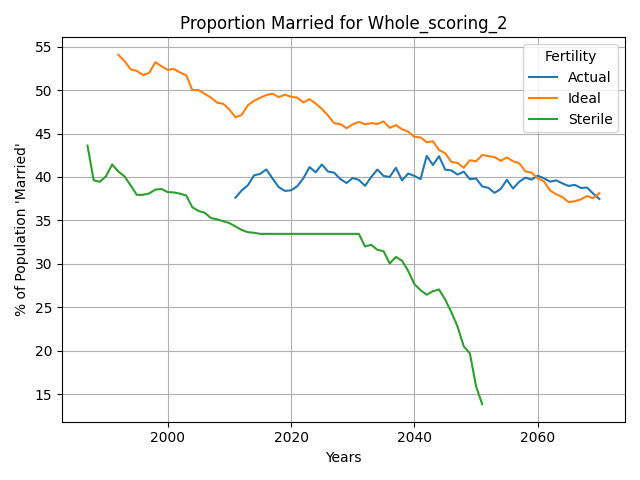 Proportion Married for Whole_scoring_2
% of Population 'Married'
55
50
45
40
35
30
25
20
15
Fertility
Actual
Ideal
Sterile
2000
2020
2040
2060
Years